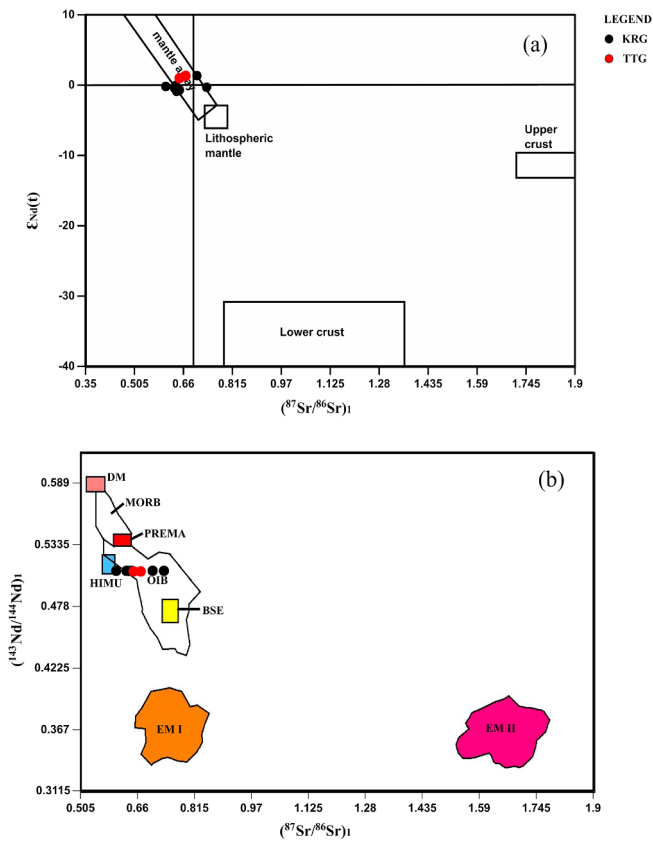 LEGEND
KRG
TTG
(a)
10
0
-10
-20
-30
-40
εNd(t)
mantle array
Lithospheric
mantle
Upper
crust
Lower crust
0.35 0.505 0.66 0.815 0.97 1.125 1.28 1.435 1.59 1.745 1.9
(⁸⁷Sr/⁸⁶Sr)₁
(b)
0.589
0.5335
0.478
0.4225
0.367
0.3115
(¹⁴³Nd/¹⁴⁴Nd)₁
DM
MORB
PREMA
HIMU
OIB
BSE
EM I
EM II
0.505 0.66 0.815 0.97 1.125 1.28 1.435 1.59 1.745 1.9
(⁸⁷Sr/⁸⁶Sr)₁